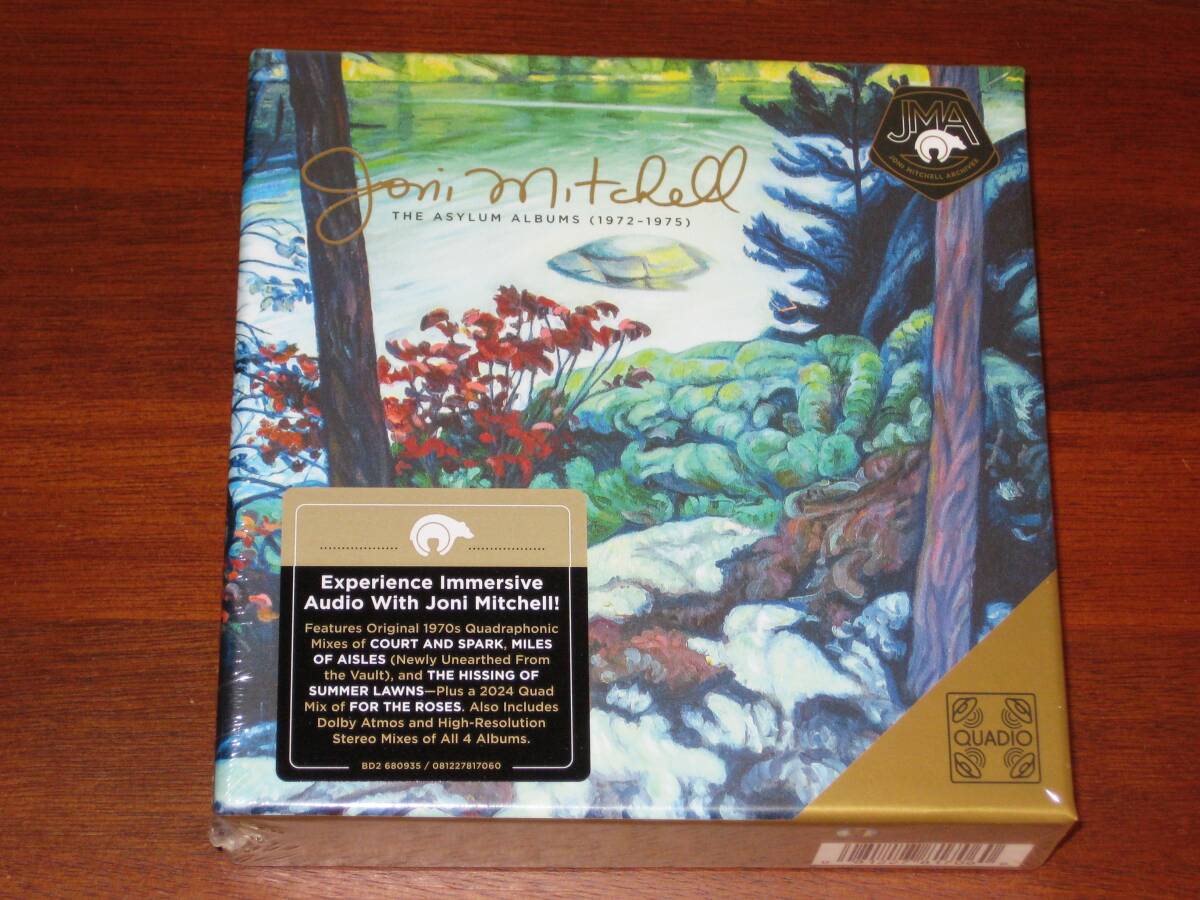 JMA
JONI MITCHELL ARCHIVES
Joni Mitchell
THE ASYLUM ALBUMS (1972–1975)
Experience Immersive
Audio With Joni Mitchell!
Features Original 1970s Quadraphonic
Mixes of COURT AND SPARK, MILES
OF AISLES (Newly Unearthed From
the Vault), and THE HISSING OF
SUMMER LAWNS—Plus a 2024 Quad
Mix of FOR THE ROSES. Also Includes
Dolby Atmos and High-Resolution
Stereo Mixes of All 4 Albums.
BD2 680935 / 081227817060
QUADIO